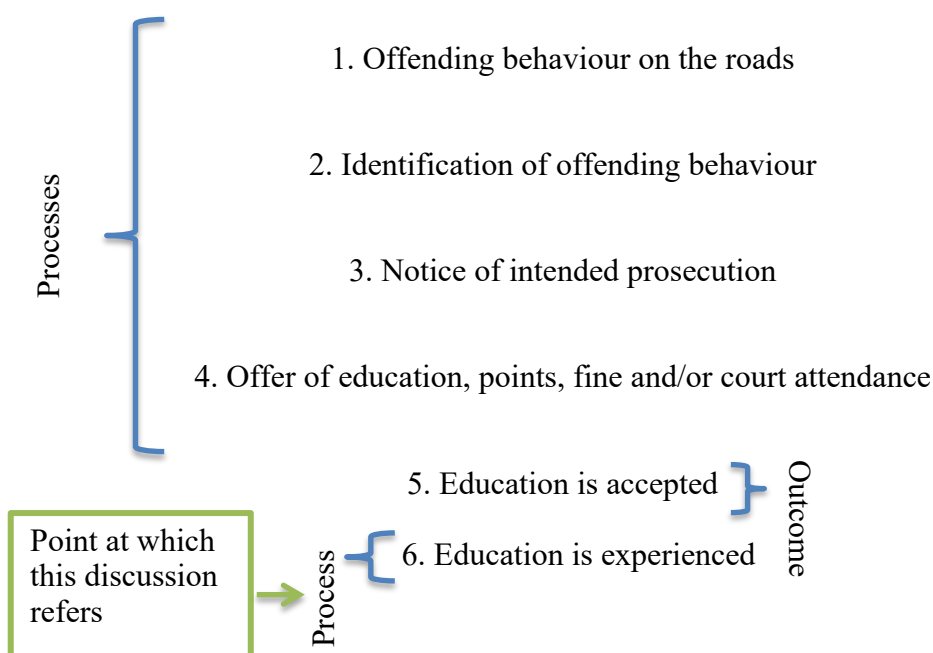 Processes
1. Offending behaviour on the roads
2. Identification of offending behaviour
3. Notice of intended prosecution
4. Offer of education, points, fine and/or court attendance
5. Education is accepted
Outcome
Point at which
this discussion
refers
Process
6. Education is experienced